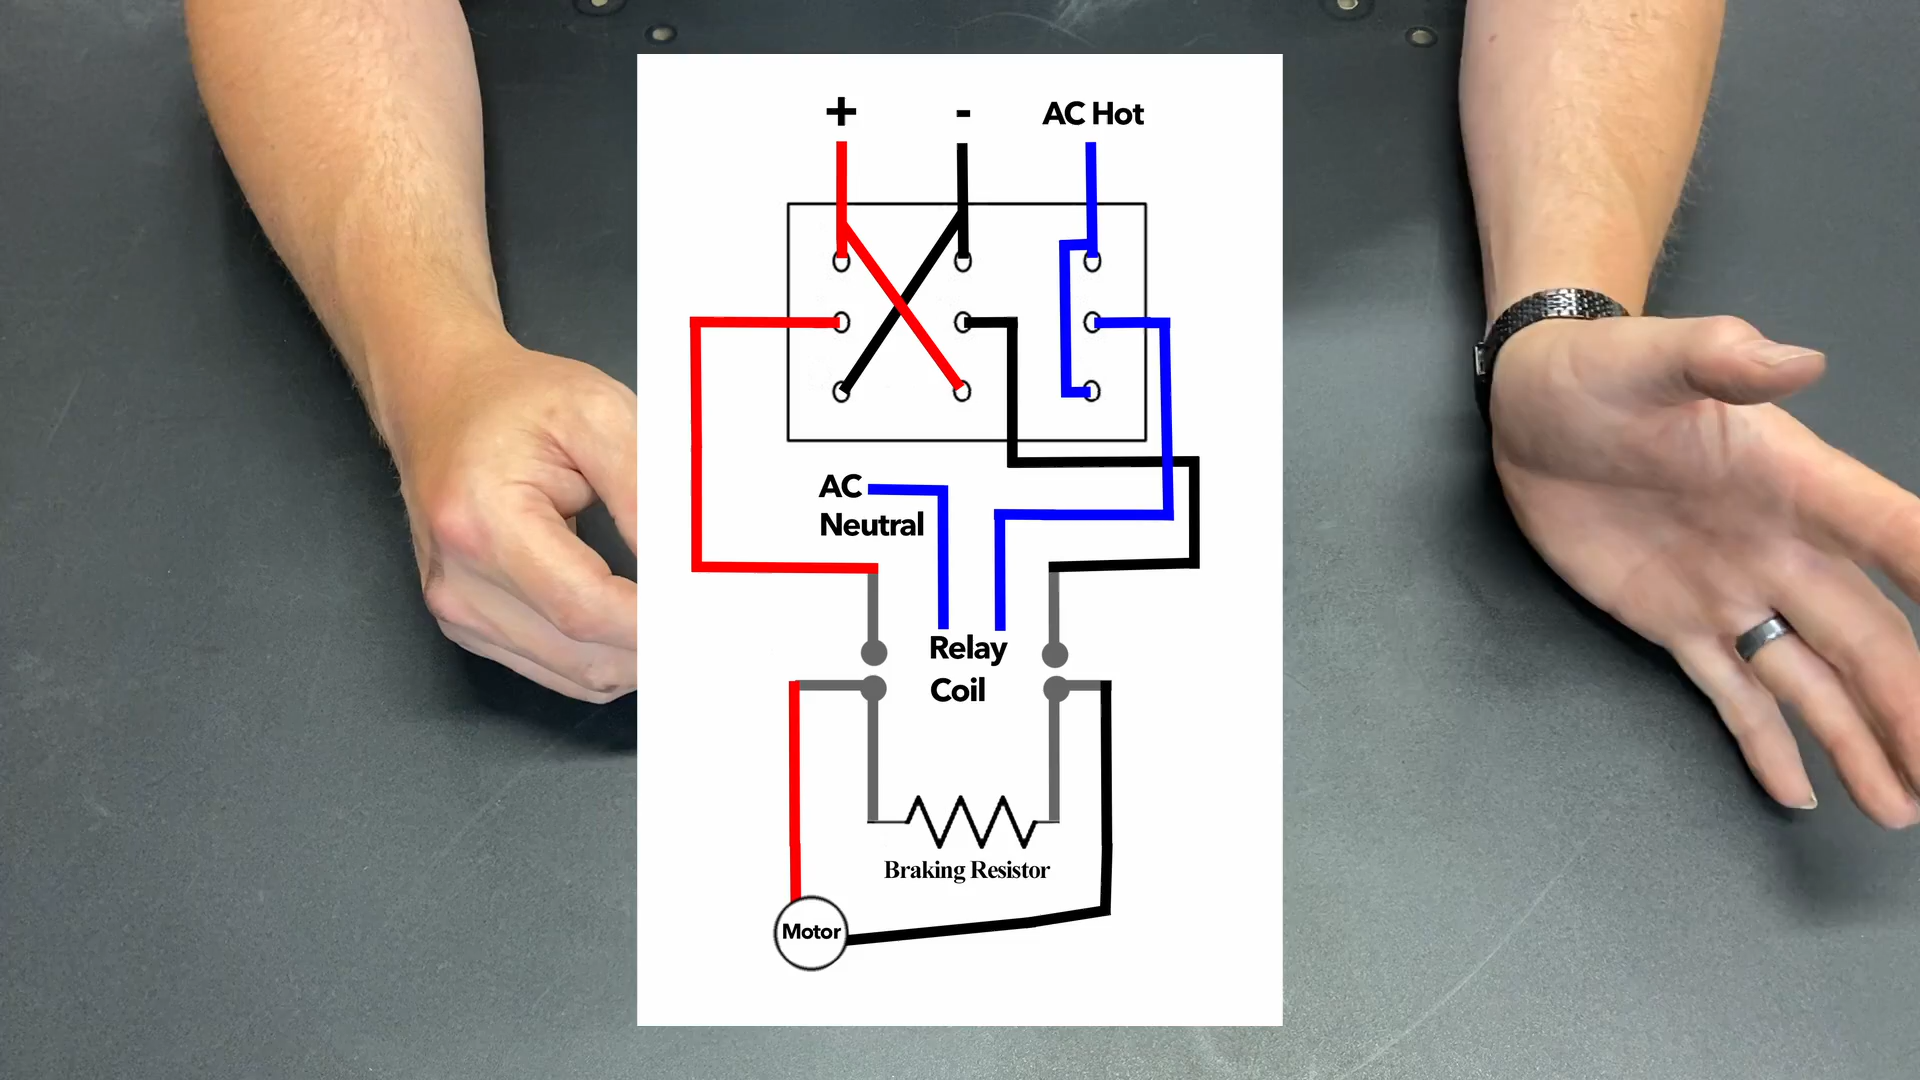 +
-
AC Hot
AC
Neutral
Relay
Coil
Braking Resistor
Motor